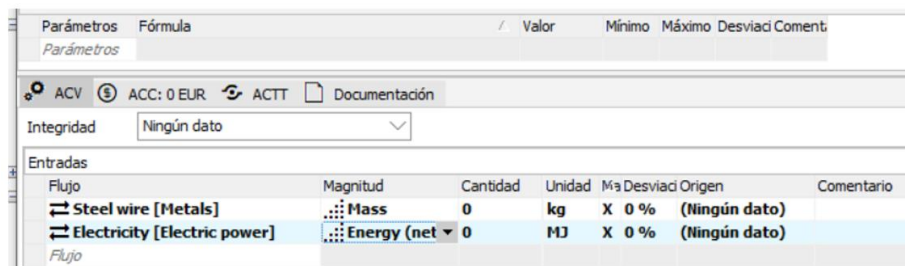 Parámetros Fórmula Valor Mínimo Máximo Desviaci Coment
Parámetros
ACV ACC: 0 EUR ACTT Documentación
Integridad Ningún dato
Entradas
Flujo Magnitud Cantidad Unidad Ma Desviaci Origen Comentario
Steel wire [Metals] Mass 0 kg X 0 % (Ningún dato)
Electricity [Electric power] Energy (net 0 MJ X 0 % (Ningún dato)
Flujo